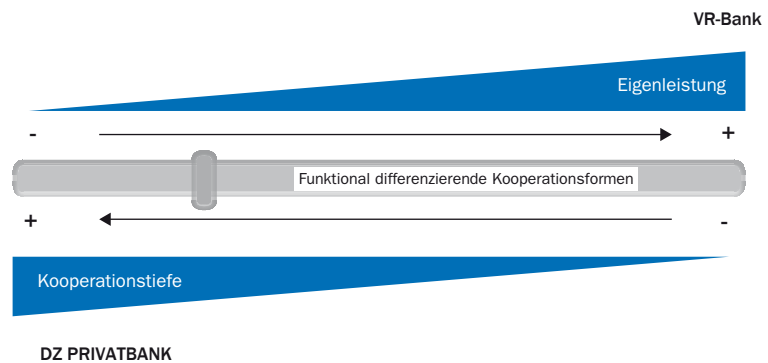 VR-Bank
Eigenleistung
- +
Funktional differenzierende Kooperationsformen
+ -
Kooperationstiefe
DZ PRIVATBANK